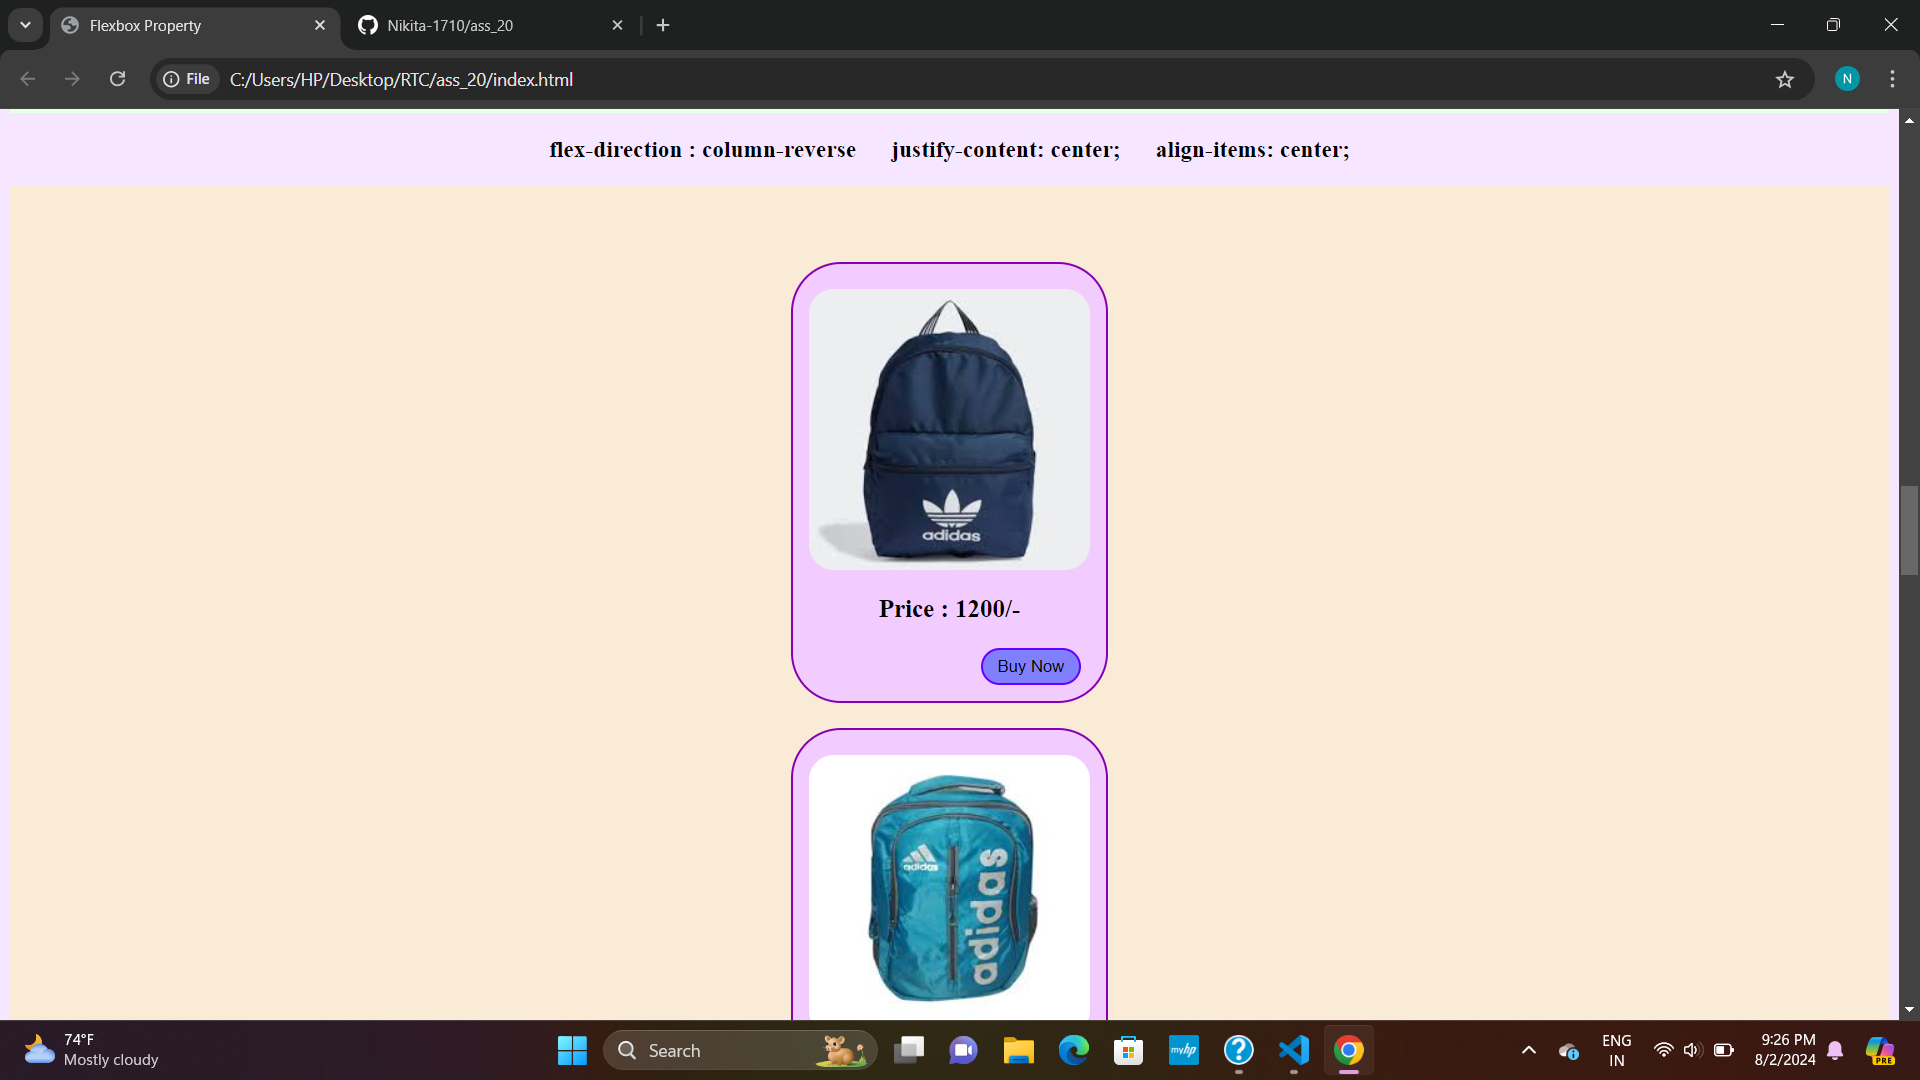 Flexbox Property
Nikita-1710/ass_20
File
C:/Users/HP/Desktop/RTC/ass_20/index.html
N
flex-direction : column-reverse justify-content: center; align-items: center;
adidas
Price : 1200/-
Buy Now
adidas
adidas
74°F
Mostly cloudy
Search
myhp
ENG
IN
9:26 PM
8/2/2024
PRE